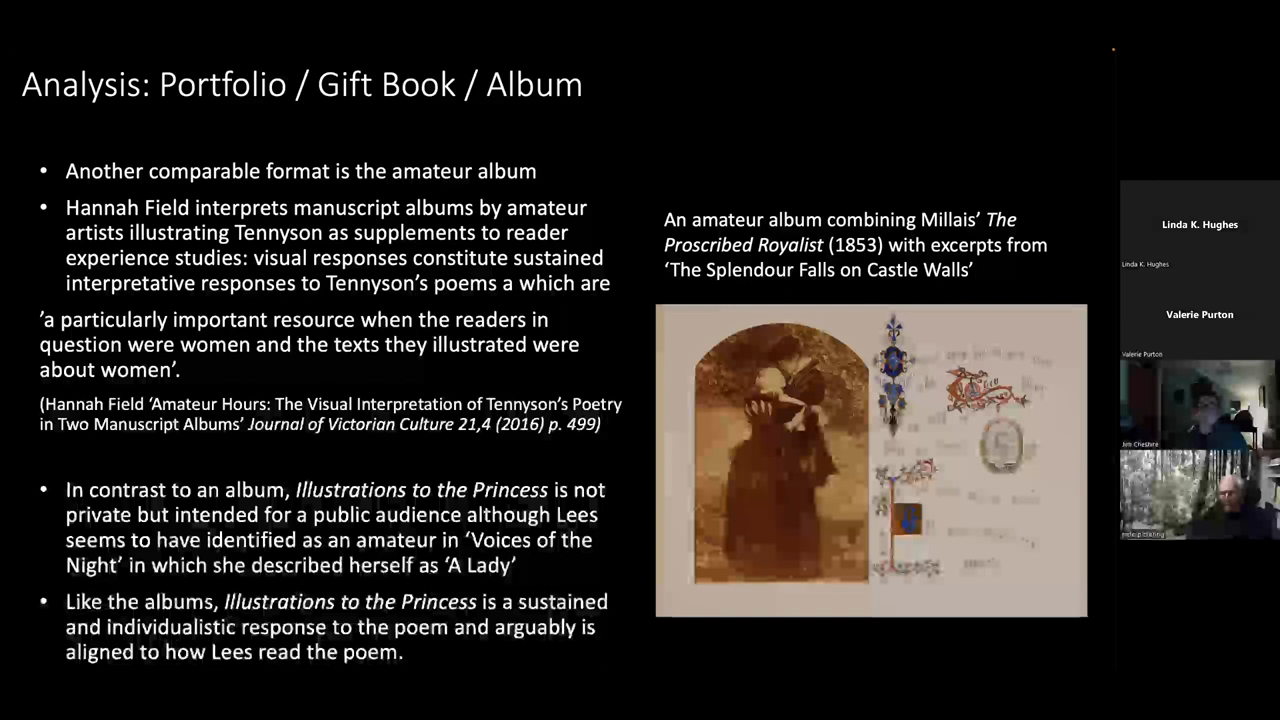 Analysis: Portfolio / Gift Book / Album
• Another comparable format is the amateur album
• Hannah Field interprets manuscript albums by amateur
artists illustrating Tennyson as supplements to reader
experience studies: visual responses constitute sustained
interpretative responses to Tennyson's poems a which are
'a particularly important resource when the readers in
question were women and the texts they illustrated were
about women'.
(Hannah Field 'Amateur Hours: The Visual Interpretation of Tennyson's Poetry
in Two Manuscript Albums' Journal of Victorian Culture 21,4 (2016) p. 499)
• In contrast to an album, Illustrations to the Princess is not
private but intended for a public audience although Lees
seems to have identified as an amateur in 'Voices of the
Night' in which she described herself as 'A Lady'
• Like the albums, Illustrations to the Princess is a sustained
and individualistic response to the poem and arguably is
aligned to how Lees read the poem.
An amateur album combining Millais' The
Proscribed Royalist (1853) with excerpts from
'The Splendour Falls on Castle Walls'
Linda K. Hughes
Linda K. Hughes
Valerie Purton
Valerie Purton
Jim Cheshire